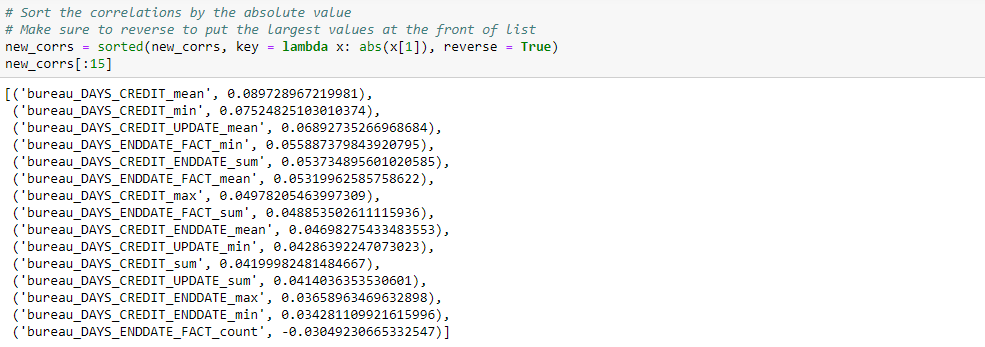 # Sort the correlations by the absolute value
# Make sure to reverse to put the largest values at the front of list
new_corrs = sorted(new_corrs, key = lambda x: abs(x[1]), reverse = True)
new_corrs[:15]
[('bureau_DAYS_CREDIT_mean', 0.089728967219981),
('bureau_DAYS_CREDIT_min', 0.07524825103010374),
('bureau_DAYS_CREDIT_UPDATE_mean', 0.06892735266968684),
('bureau_DAYS_ENDDATE_FACT_min', 0.055887379843920795),
('bureau_DAYS_CREDIT_ENDDATE_sum', 0.053734895601020585),
('bureau_DAYS_ENDDATE_FACT_mean', 0.05319962585758622),
('bureau_DAYS_CREDIT_max', 0.04978205463997309),
('bureau_DAYS_ENDDATE_FACT_sum', 0.048853502611115936),
('bureau_DAYS_CREDIT_ENDDATE_mean', 0.04698275433483553),
('bureau_DAYS_CREDIT_UPDATE_min', 0.04286392247073023),
('bureau_DAYS_CREDIT_sum', 0.04199982481484667),
('bureau_DAYS_CREDIT_UPDATE_sum', 0.0414036353530601),
('bureau_DAYS_CREDIT_ENDDATE_max', 0.03658963469632898),
('bureau_DAYS_CREDIT_ENDDATE_min', 0.034281109921615996),
('bureau_DAYS_ENDDATE_FACT_count', -0.03049230665332547)]